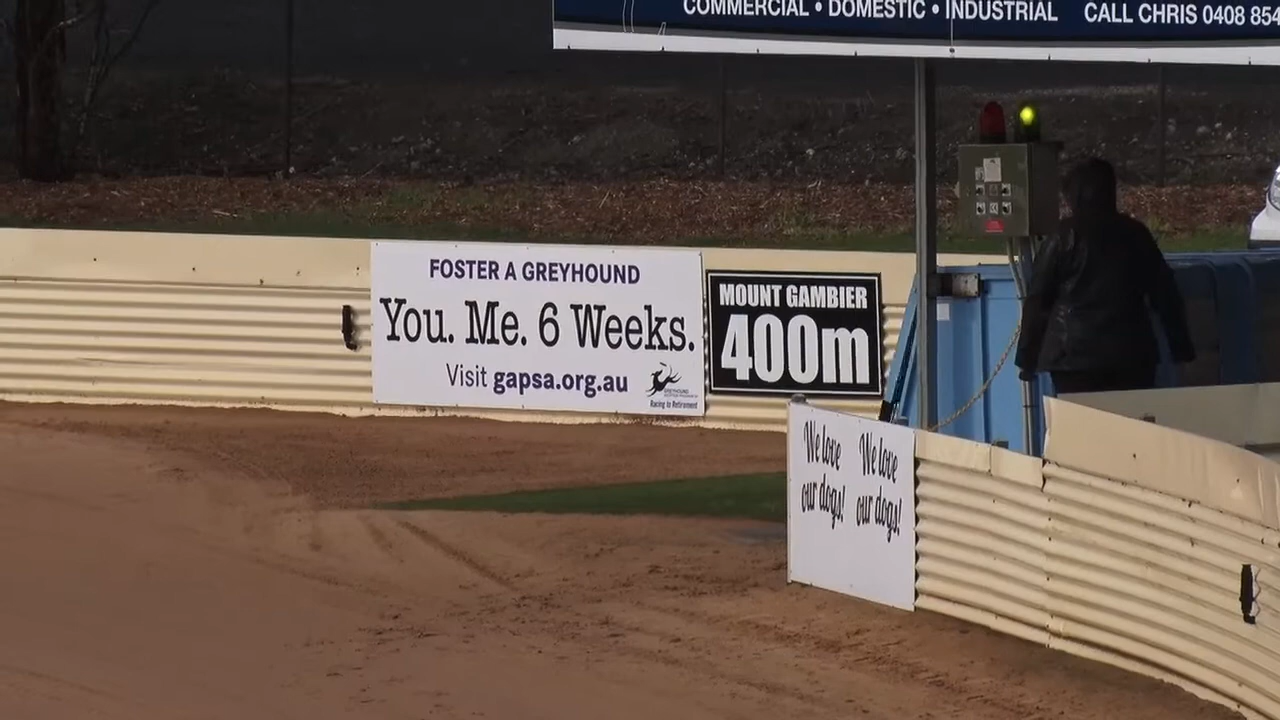 COMMERCIAL • DOMESTIC • INDUSTRIAL CALL CHRIS 0408 854
FOSTER A GREYHOUND
You. Me. 6 Weeks.
Visit gapsa.org.au
Racing to Retirement
MOUNT GAMBIER
400m
We love We love
our dogs! our dogs!